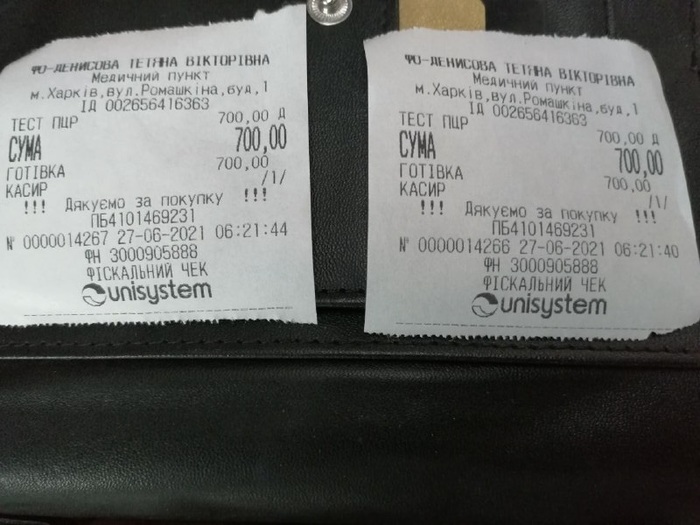 ФО-ДЕНИСОВА ТЕТЯНА ВІКТОРІВНА
Медичний пункт
м.Харків,вул.Ромашкіна,буд,1
ІД 002656416363
ТЕСТ ПЦР 700,00 Д
СУМА 700,00
ГОТІВКА 700,00
КАСИР /1/
!!! Дякуємо за покупку !!!
ПБ4101469231
№ 0000014267 27-06-2021 06:21:44
ФН 3000905888
ФІСКАЛЬНИЙ ЧЕК
unisystem
ФО-ДЕНИСОВА ТЕТЯНА ВІКТОРІВНА
Медичний пункт
м.Харків,вул.Ромашкіна,буд,1
ІД 002656416363
ТЕСТ ПЦР 700,00 Д
СУМА 700,00
ГОТІВКА 700,00
КАСИР /1/
!!! Дякуємо за покупку !!!
ПБ4101469231
№ 0000014266 27-06-2021 06:21:40
ФН 3000905888
ФІСКАЛЬНИЙ ЧЕК
unisystem